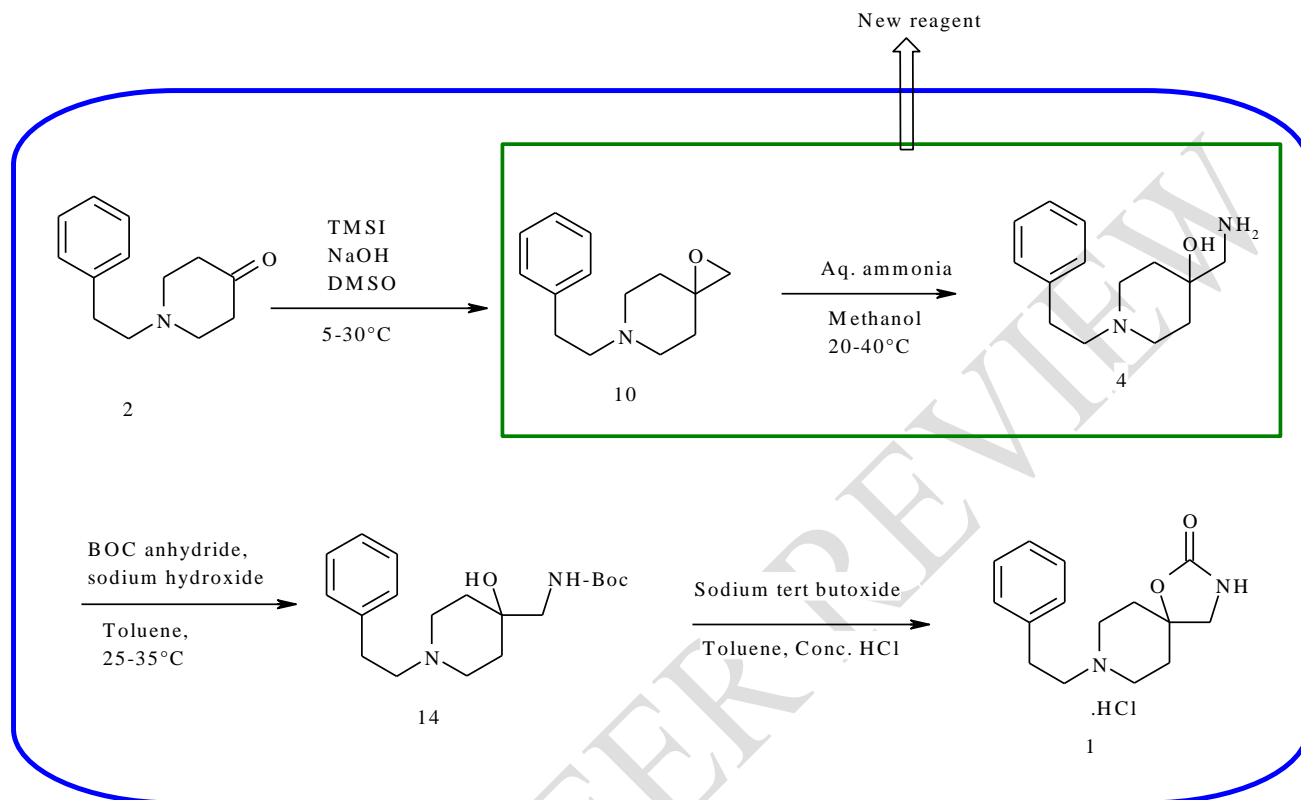 New reagent
TMSI
NaOH
DMSO
5-30°C
O
N
2
O
N
10
Aq. ammonia
Methanol
20-40°C
NH2
OH
N
4
BOC anhydride,
sodium hydroxide
Toluene,
25-35°C
HO
NH-Boc
N
14
Sodium tert butoxide
Toluene, Conc. HCl
O
O
NH
N
.HCl
1
EER REVIEW